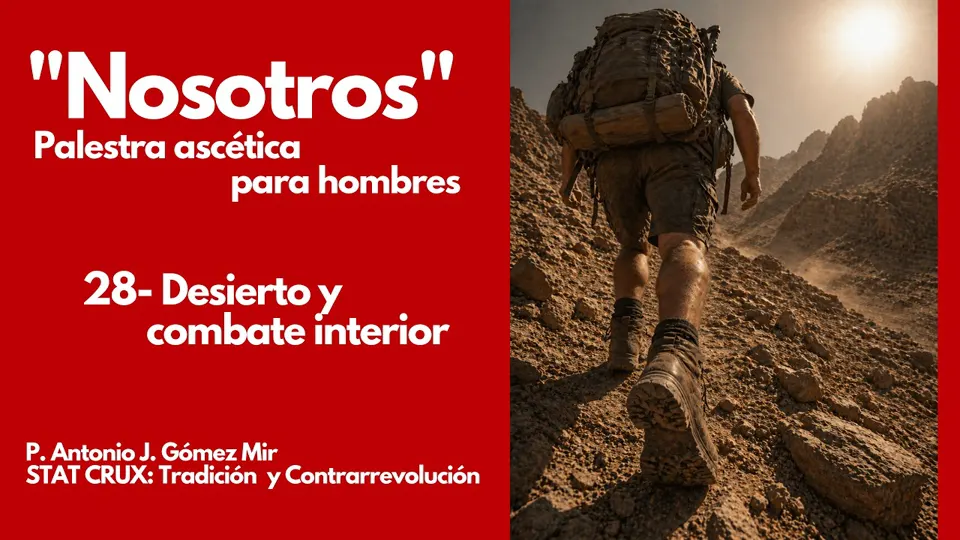 "Nosotros"
Palestra ascética
para hombres
28- Desierto y
combate interior
P. Antonio J. Gómez Mir
STAT CRUX: Tradición y Contrarrevolución